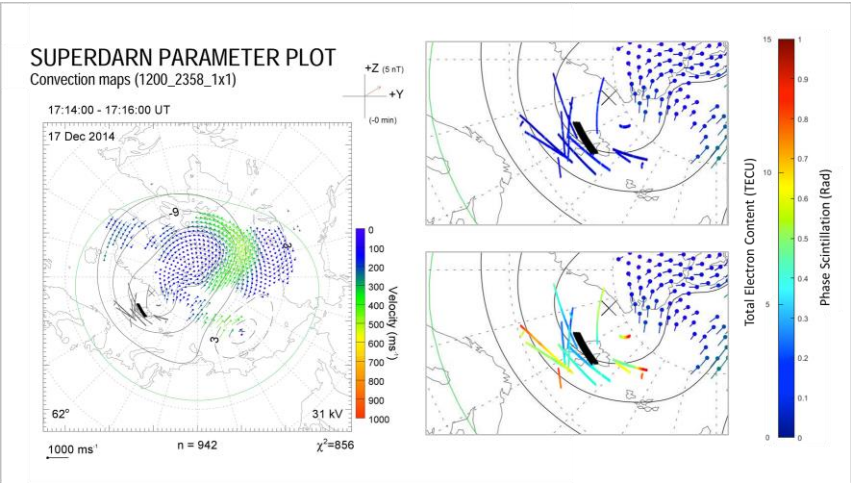 SUPERDARN PARAMETER PLOT
Convection maps (1200_2358_1x1)
+Z (5 nT)
+Y
(-0 min)
17:14:00 - 17:16:00 UT
17 Dec 2014
-9
3
62°
31 kV
1000 ms⁻¹
n = 942
χ²=856
0
100
200
300
400
500
600
700
800
900
1000
Velocity (ms⁻¹)
15
10
5
0
Total Electron Content (TECU)
1
0.9
0.8
0.7
0.6
0.5
0.4
0.3
0.2
0.1
0
Phase Scintillation (Rad)